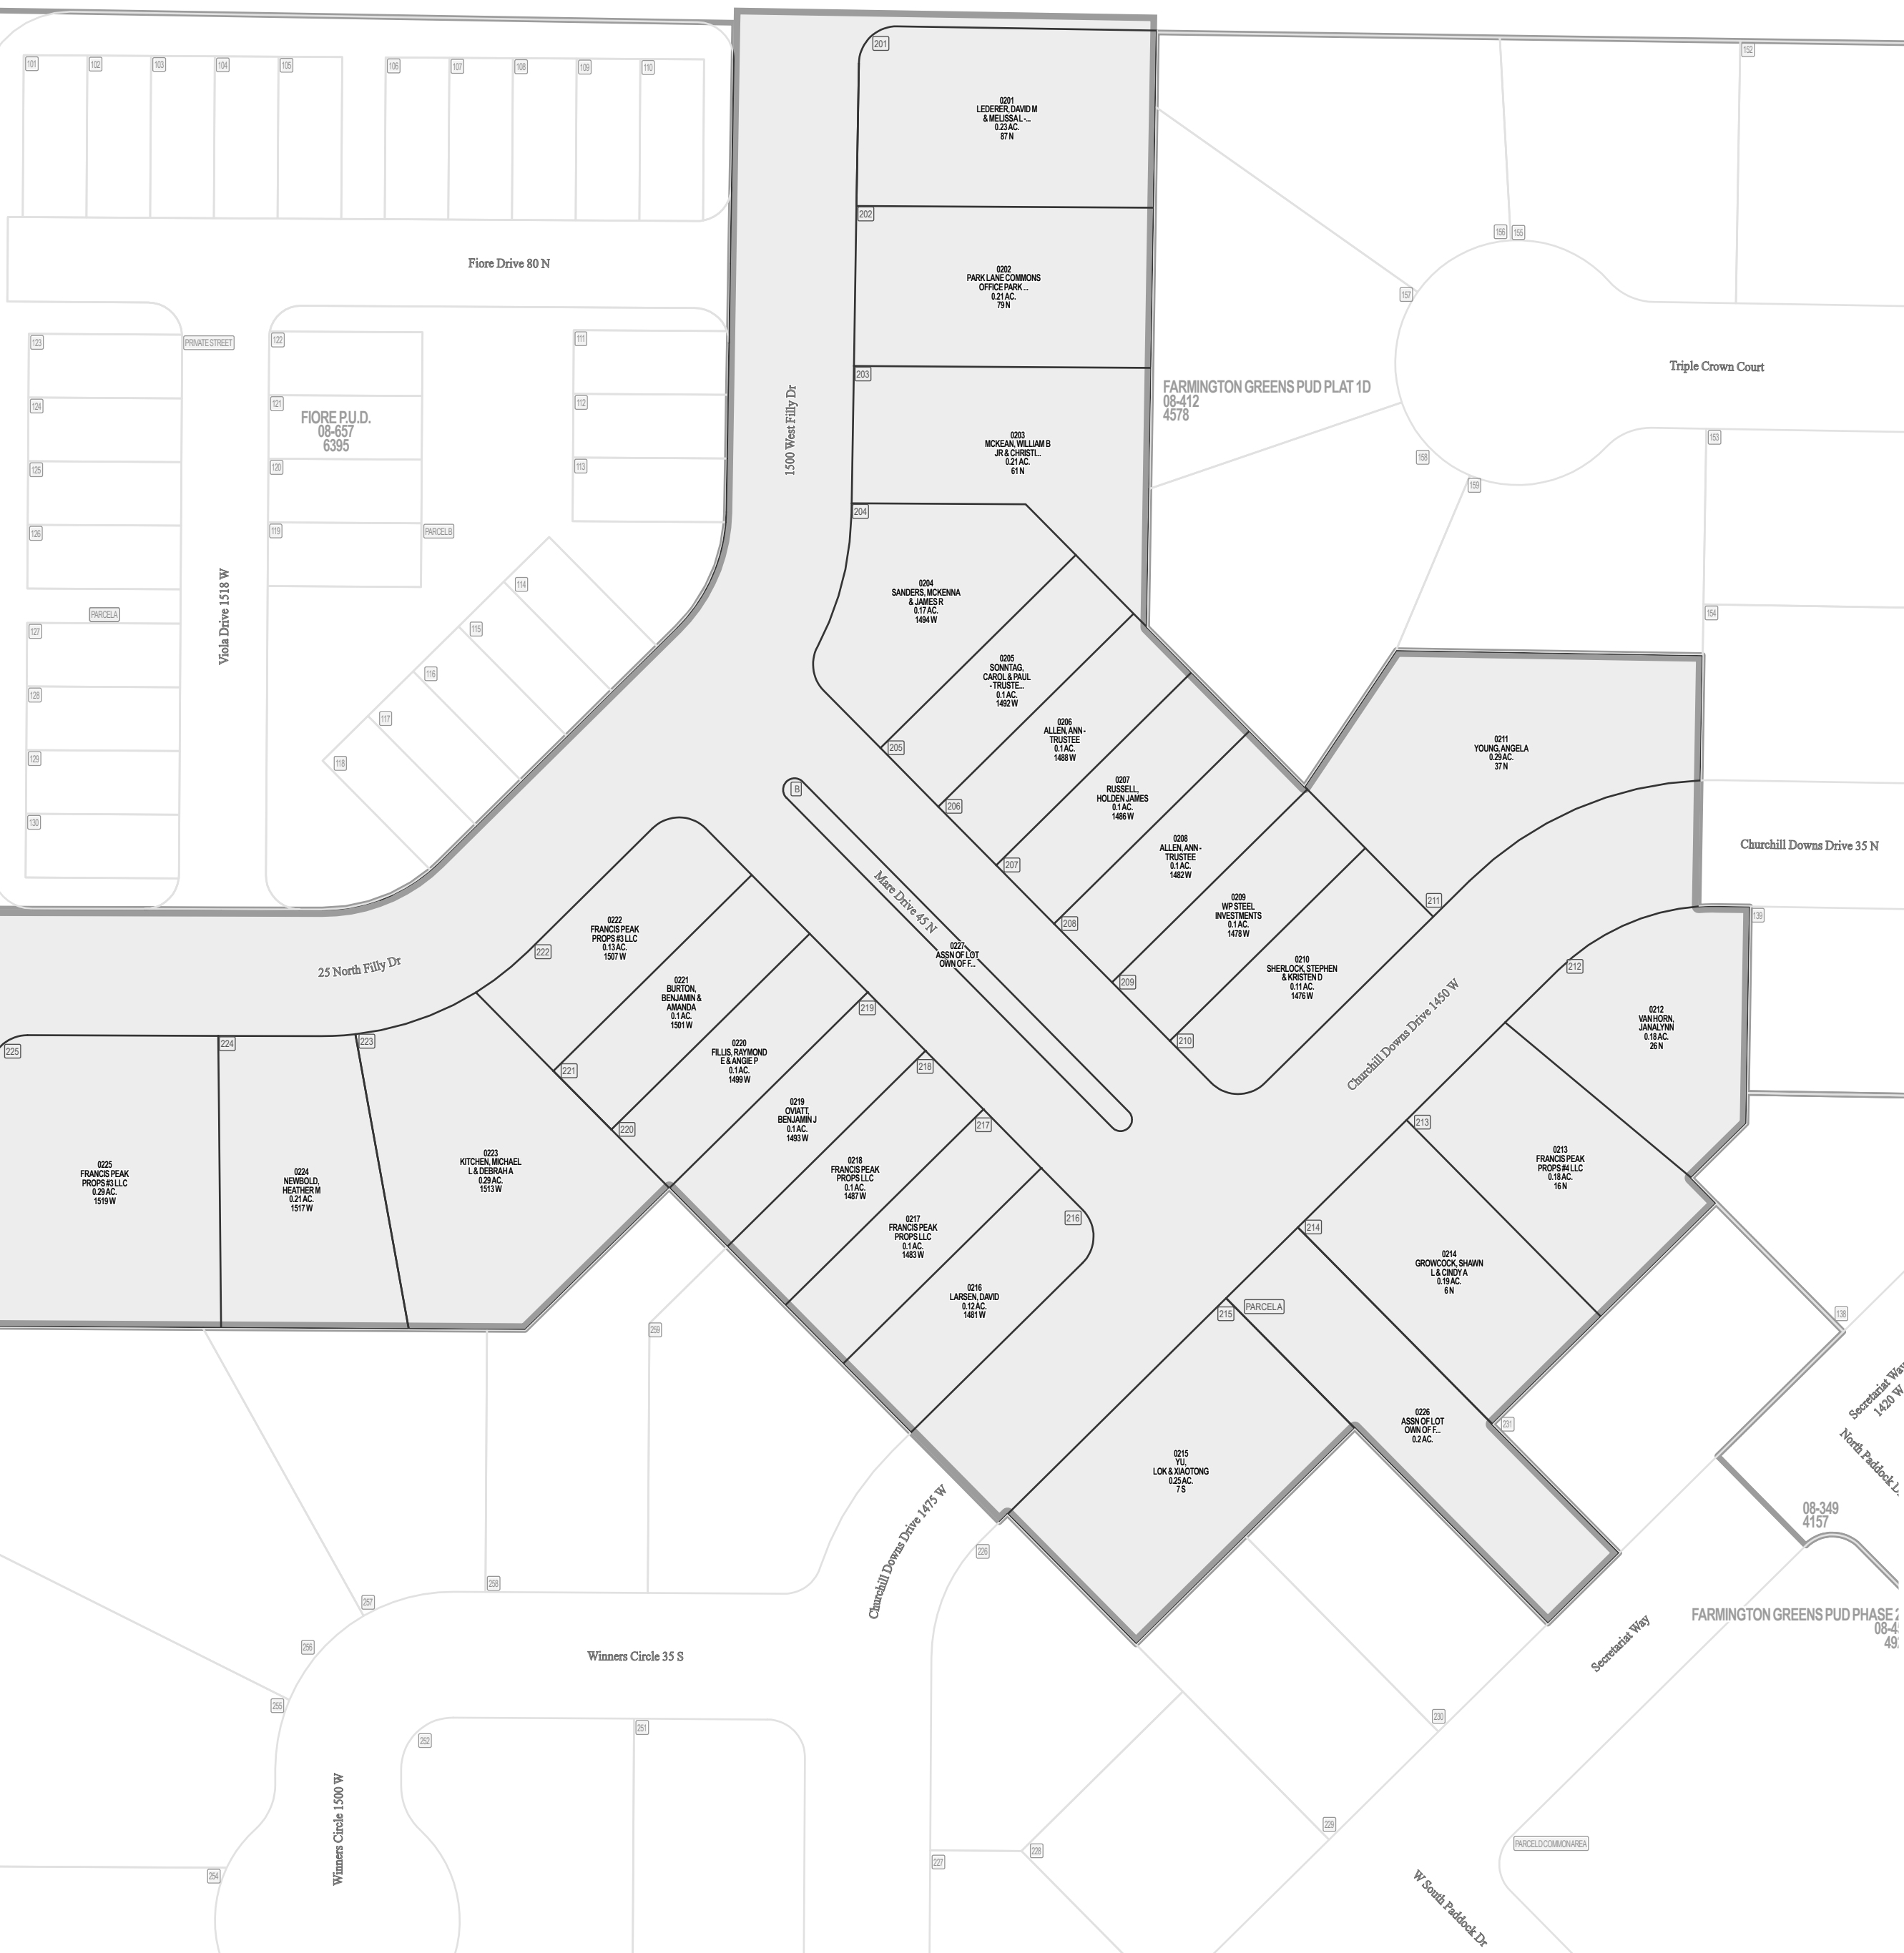 101
102
103
104
105
106
107
108
109
110
201
152
0201
LEDERER, DAVID M
& MELISSA L -...
0.23 AC.
87 N
202
156
155
Fiore Drive 80 N
0202
PARK LANE COMMONS
OFFICE PARK ...
0.21 AC.
79 N
157
123
PRIVATE STREET
122
111
203
Triple Crown Court
FARMINGTON GREENS PUD PLAT 1D
08-412
4578
124
121
112
FIORE P.U.D.
08-657
6395
1500 West Filly Dr
0203
MCKEAN, WILLIAM B
JR & CHRISTI...
61 N
0.21 AC.
153
158
125
120
113
159
204
126
119
PARCEL B
Viola Drive 1518 W
114
0204
SANDERS, MCKENNA
& JAMES R
0.17 AC.
1494 W
154
PARCEL A
127
115
116
128
0205
SONNTAG,
CAROL & PAUL
- TRUSTE...
0.1 AC.
1492 W
117
118
129
130
205
0206
ALLEN, ANN -
TRUSTEE
0.1 AC.
1488 W
0211
YOUNG, ANGELA
0.29 AC.
37 N
B
206
0207
RUSSELL,
HOLDEN JAMES
0.1 AC.
1486 W
Churchill Downs Drive 35 N
207
0208
ALLEN, ANN -
TRUSTEE
0.1 AC.
1482 W
Mare Drive 45 N
211
139
208
0209
WP STEEL
INVESTMENTS
0.1 AC.
1478 W
0222
FRANCIS PEAK
PROPS #3 LLC
0.13 AC.
1507 W
222
0227
ASSN OF LOT
OWN OF F...
25 North Filly Dr
212
209
0210
SHERLOCK, STEPHEN
& KRISTEN D
0.11 AC.
1476 W
0221
BURTON,
BENJAMIN &
AMANDA
0.1 AC.
1501 W
219
Churchill Downs Drive 1450 W
0212
VAN HORN,
JANALYNN
0.18 AC.
26 N
225
224
223
210
221
0220
FILLIS, RAYMOND
E & ANGIE P
0.1 AC.
1499 W
218
220
0219
OVIATT,
BENJAMIN J
0.1 AC.
1493 W
217
213
0225
FRANCIS PEAK
PROPS #3 LLC
0.29 AC.
1519 W
0224
NEWBOLD,
HEATHER M
0.21 AC.
1517 W
0223
KITCHEN, MICHAEL
L & DEBRAH A
0.29 AC.
1513 W
0218
FRANCIS PEAK
PROPS LLC
0.1 AC.
1487 W
0213
FRANCIS PEAK
PROPS #4 LLC
0.18 AC.
16 N
216
214
0217
FRANCIS PEAK
PROPS LLC
0.1 AC.
1483 W
0214
GROWCOCK, SHAWN
L & CINDY A
0.19 AC.
6 N
0216
LARSEN, DAVID
0.12 AC.
1481 W
215
PARCEL A
138
259
Secretariat Way
1420 W
North Paddock L
0226
ASSN OF LOT
OWN OF F...
0.2 AC.
231
0215
YU,
LOK & XIAOTONG
0.25 AC.
7 S
08-349
4157
Churchill Downs Drive 1475 W
226
258
257
256
FARMINGTON GREENS PUD PHASE 2
Secretariat Way
Winners Circle 35 S
255
230
251
252
229
PARCEL D COMMON AREA
Winners Circle 1500 W
228
227
254
W South Paddock Dr